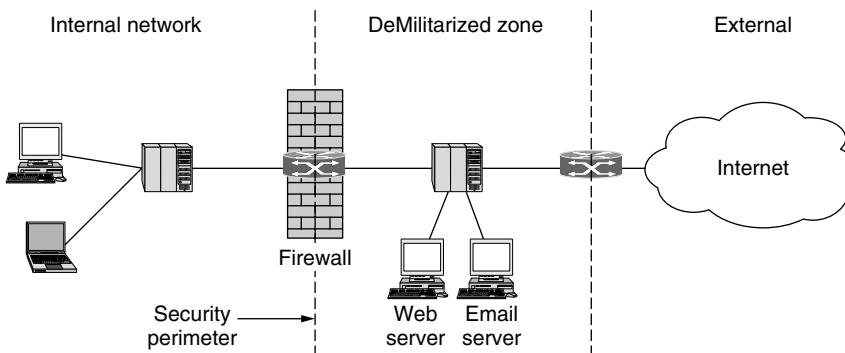 Internal network
DeMilitarized zone
External
Internet
Firewall
Security
perimeter
Web
server
Email
server